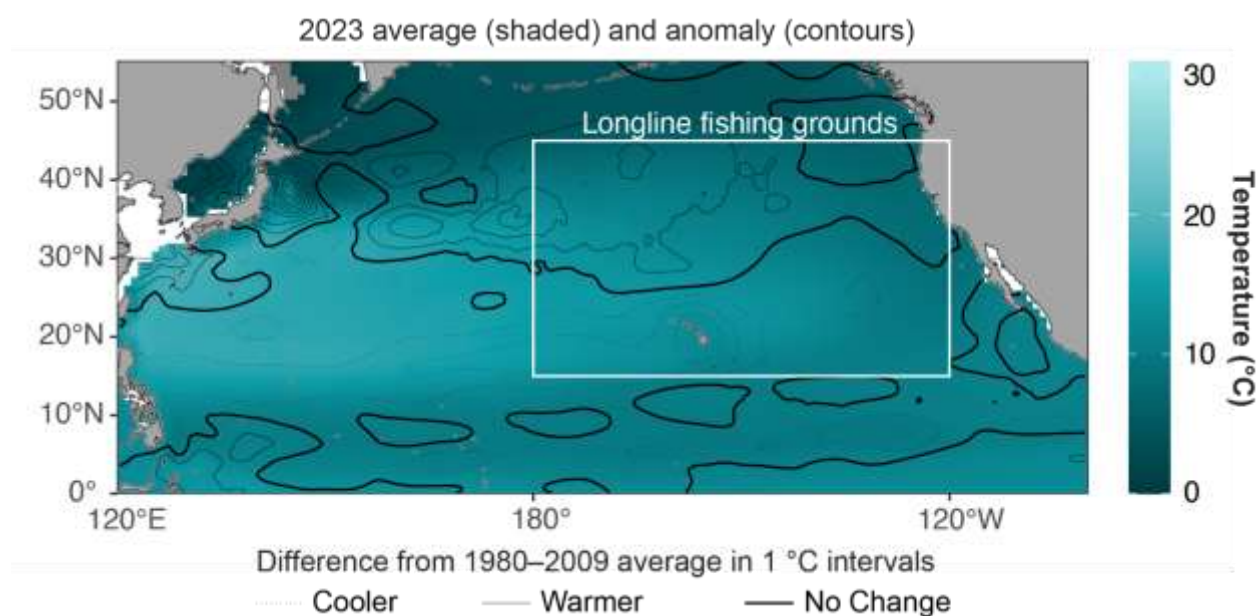 2023 average (shaded) and anomaly (contours)
50°N
40°N
30°N
20°N
10°N
0°
Longline fishing grounds
120°E
180°
120°W
30
20
10
0
Temperature (°C)
Difference from 1980–2009 average in 1 °C intervals
Cooler Warmer No Change